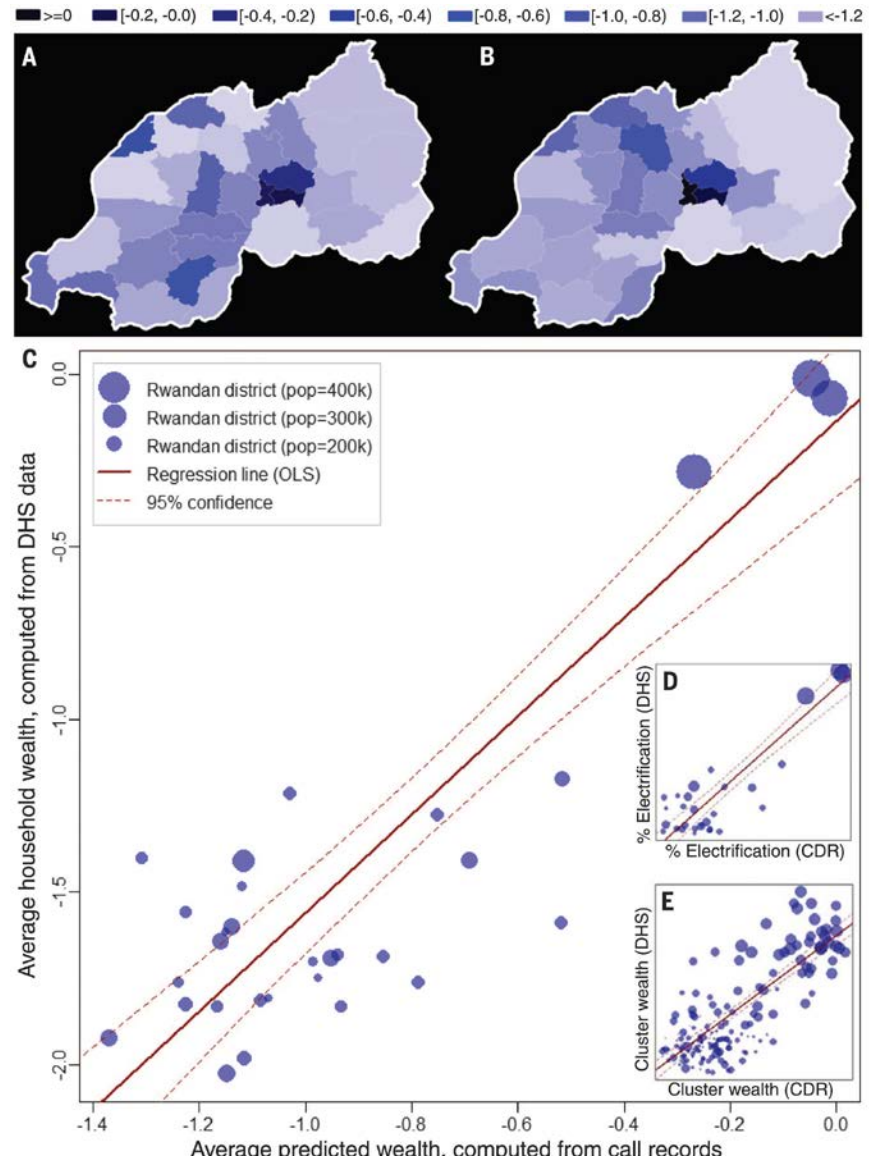 >=0 [-0.2, -0.0) [-0.4, -0.2) [-0.6, -0.4) [-0.8, -0.6) [-1.0, -0.8) [-1.2, -1.0) <-1.2
A
B
C
Rwandan district (pop=400k)
Rwandan district (pop=300k)
Rwandan district (pop=200k)
Regression line (OLS)
95% confidence
Average household wealth, computed from DHS data
0.0
-0.5
-1.0
-1.5
-2.0
D
% Electrification (DHS)
% Electrification (CDR)
E
Cluster wealth (DHS)
Cluster wealth (CDR)
-1.4 -1.2 -1.0 -0.8 -0.6 -0.4 -0.2 0.0
Average predicted wealth, computed from call records